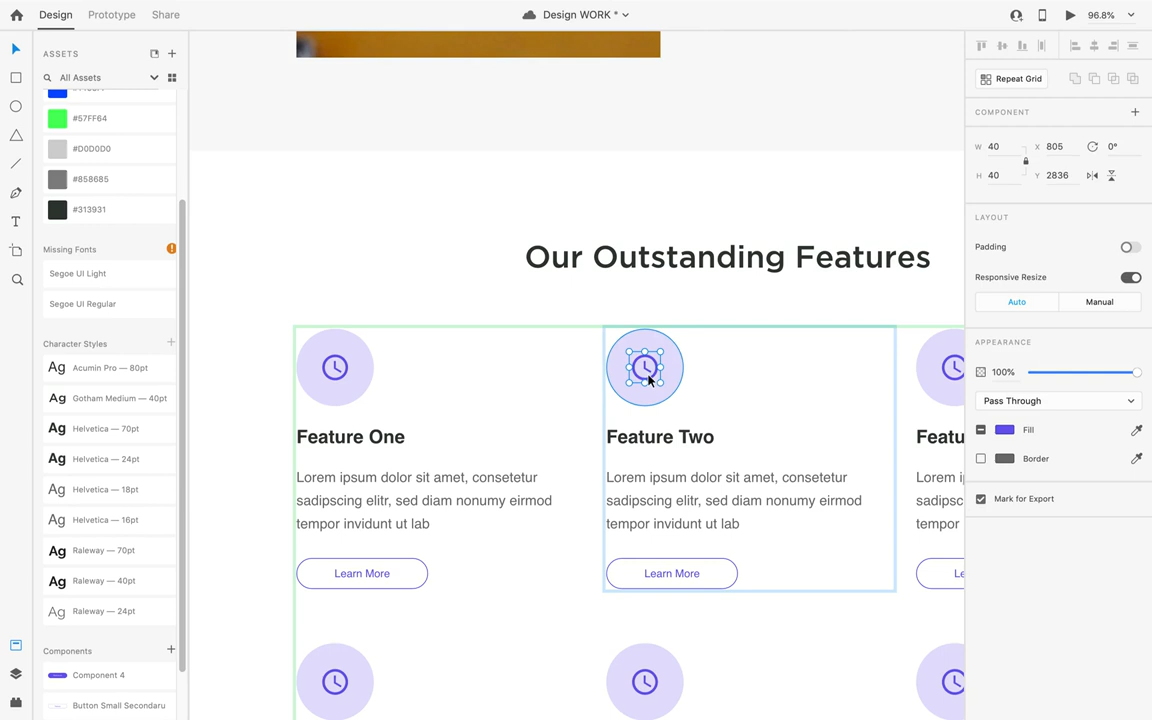 Design Prototype Share
Design WORK *
96.8%
ASSETS
All Assets
#57FF64
#D0D0D0
#858685
#313931
Missing Fonts
Segoe UI Light
Segoe UI Regular
Character Styles
Ag Acumin Pro — 80pt
Ag Gotham Medium — 40pt
Ag Helvetica — 70pt
Ag Helvetica — 24pt
Ag Helvetica — 18pt
Ag Helvetica — 16pt
Ag Raleway — 70pt
Ag Raleway — 40pt
Ag Raleway — 24pt
Components
Component 4
Button Small Secondaru
Our Outstanding Features
Feature One
Lorem ipsum dolor sit amet, consetetur
sadipscing elitr, sed diam nonumy eirmod
tempor invidunt ut lab
Learn More
Feature Two
Lorem ipsum dolor sit amet, consetetur
sadipscing elitr, sed diam nonumy eirmod
tempor invidunt ut lab
Learn More
Featu
Lorem i
sadipsc
tempor
Le
Repeat Grid
COMPONENT
W 40 X 805 0°
H 40 Y 2836
LAYOUT
Padding
Responsive Resize
Auto Manual
APPEARANCE
100%
Pass Through
Fill
Border
Mark for Export